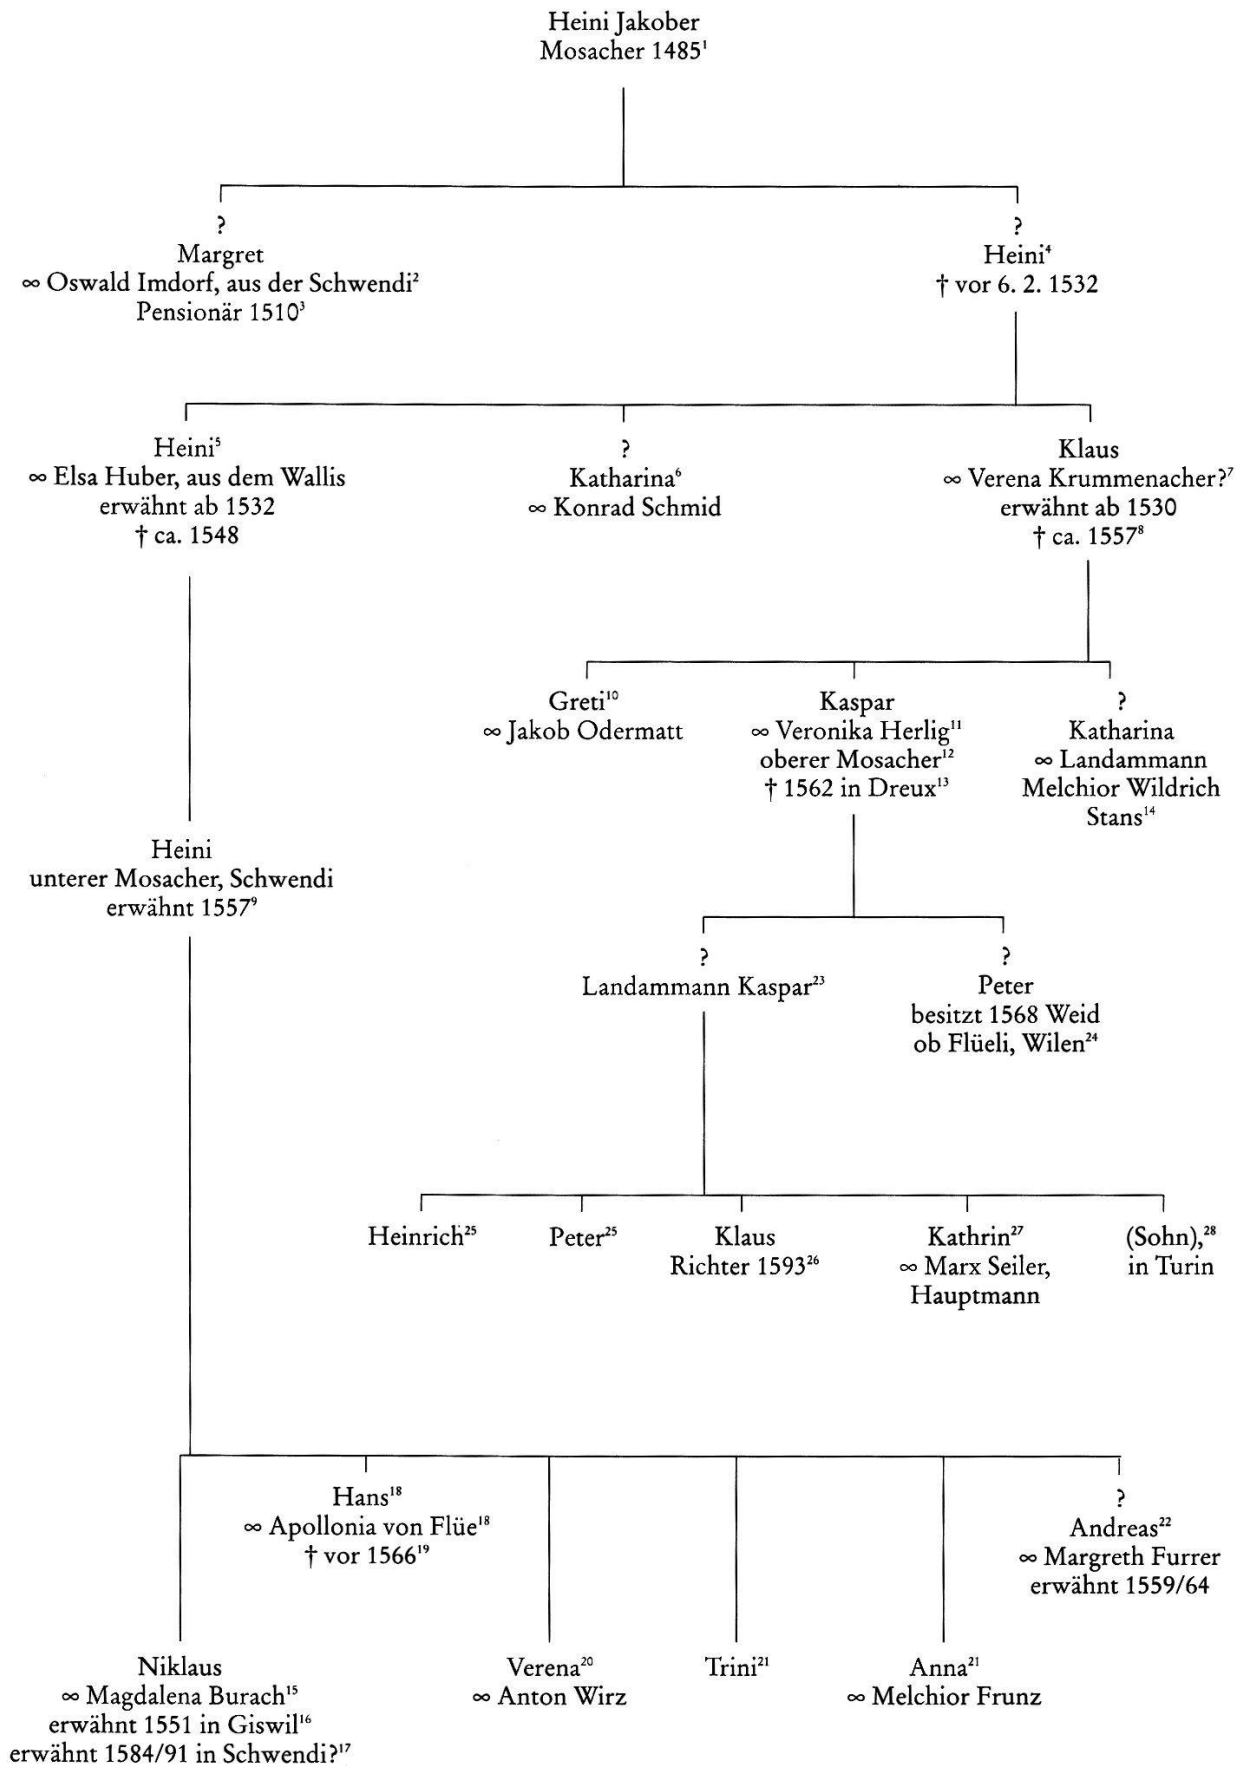 Heini Jakober
Mosacher 1485¹
?
Margret
∞ Oswald Imdorf, aus der Schwendi²
Pensionär 1510³
?
Heini⁴
† vor 6. 2. 1532
Heini⁵
∞ Elsa Huber, aus dem Wallis
erwähnt ab 1532
† ca. 1548
?
Katharina⁶
∞ Konrad Schmid
Klaus
∞ Verena Krummenacher?⁷
erwähnt ab 1530
† ca. 1557⁸
Greti¹⁰
∞ Jakob Odermatt
Kaspar
∞ Veronika Herlig¹¹
oberer Mosacher¹²
† 1562 in Dreux¹³
?
Katharina
∞ Landammann
Melchior Wildrich
Stans¹⁴
Heini
unterer Mosacher, Schwendi
erwähnt 1557⁹
?
Landammann Kaspar²³
?
Peter
besitzt 1568 Weid
ob Flüeli, Wilen²⁴
Heinrich²⁵
Peter²⁵
Klaus
Richter 1593²⁶
Kathrin²⁷
∞ Marx Seiler,
Hauptmann
(Sohn),²⁸
in Turin
Hans¹⁸
∞ Apollonia von Flüe¹⁸
† vor 1566¹⁹
?
Andreas²²
∞ Margreth Furrer
erwähnt 1559/64
Niklaus
∞ Magdalena Burach¹⁵
erwähnt 1551 in Giswil¹⁶
erwähnt 1584/91 in Schwendi?¹⁷
Verena²⁰
∞ Anton Wirz
Trini²¹
Anna²¹
∞ Melchior Frunz